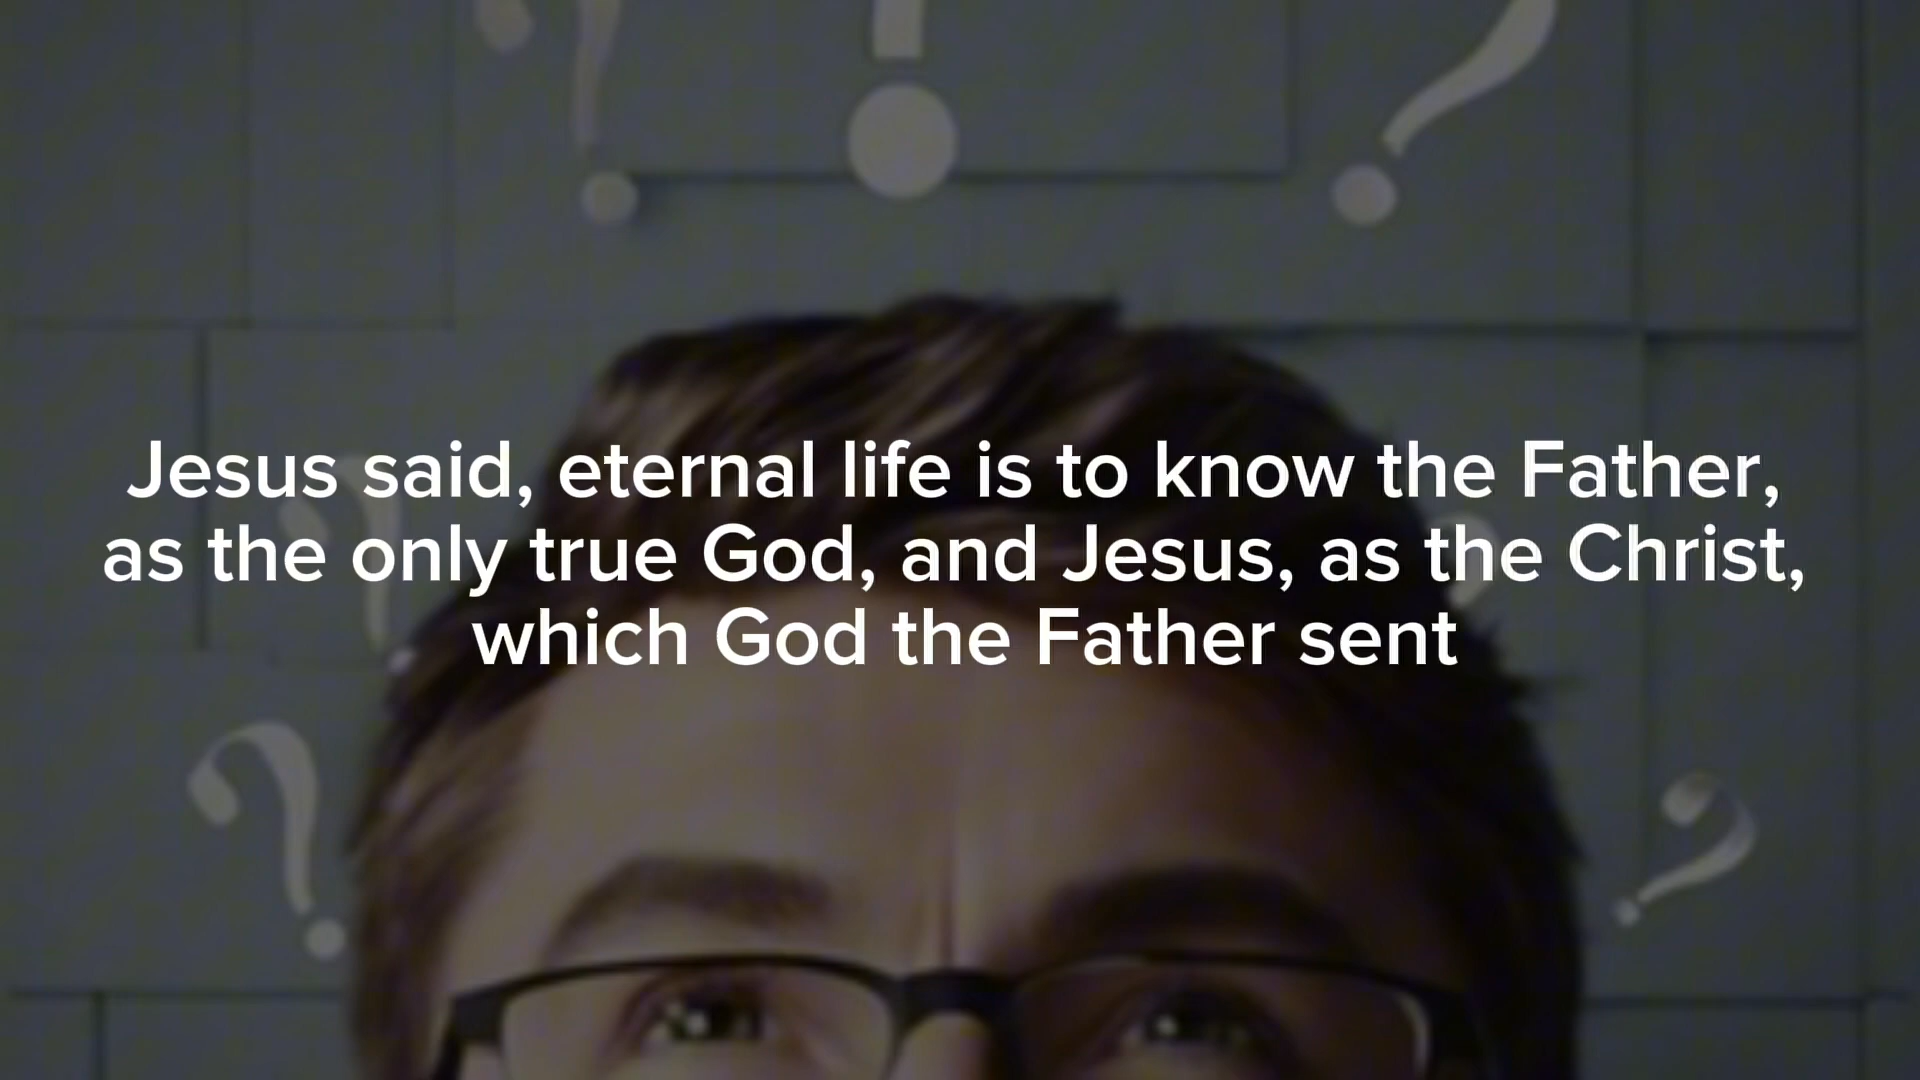 Jesus said, eternal life is to know the Father,
as the only true God, and Jesus, as the Christ,
which God the Father sent